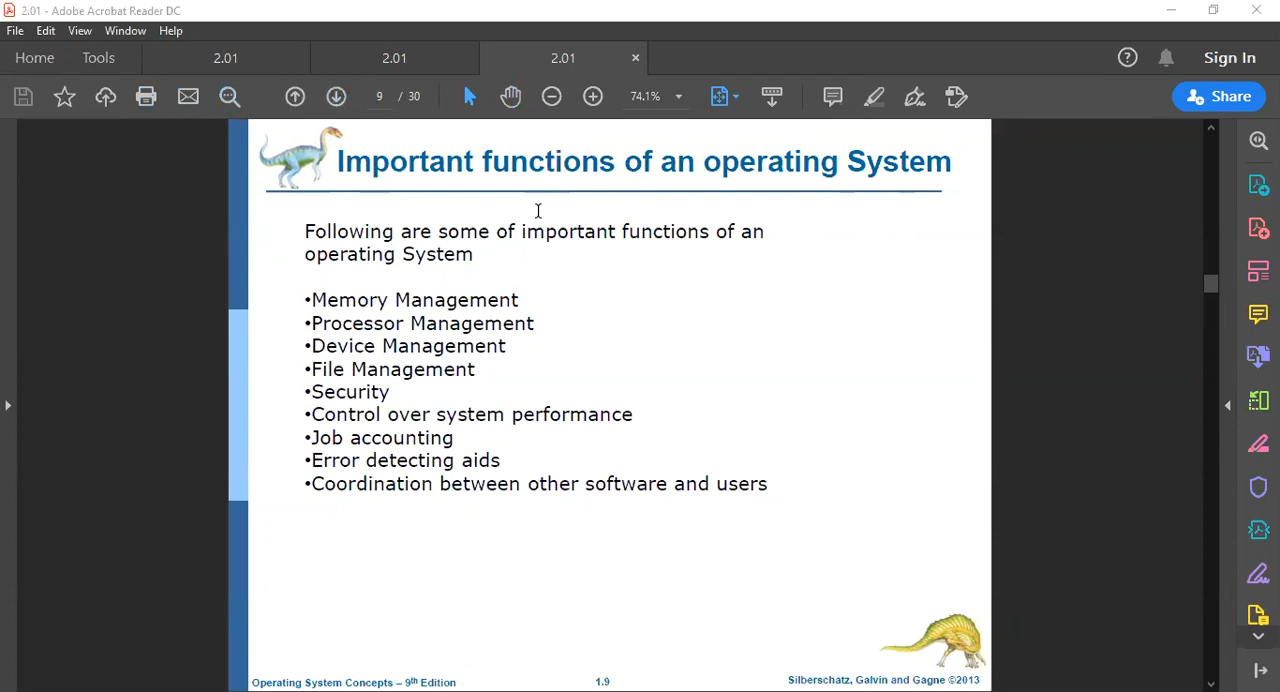 2.01 - Adobe Acrobat Reader DC
File Edit View Window Help
Home Tools 2.01 2.01 2.01 Sign In
9 / 30 74.1% Share
Important functions of an operating System
Following are some of important functions of an
operating System
•Memory Management
•Processor Management
•Device Management
•File Management
•Security
•Control over system performance
•Job accounting
•Error detecting aids
•Coordination between other software and users
Operating System Concepts – 9th Edition 1.9 Silberschatz, Galvin and Gagne ©2013